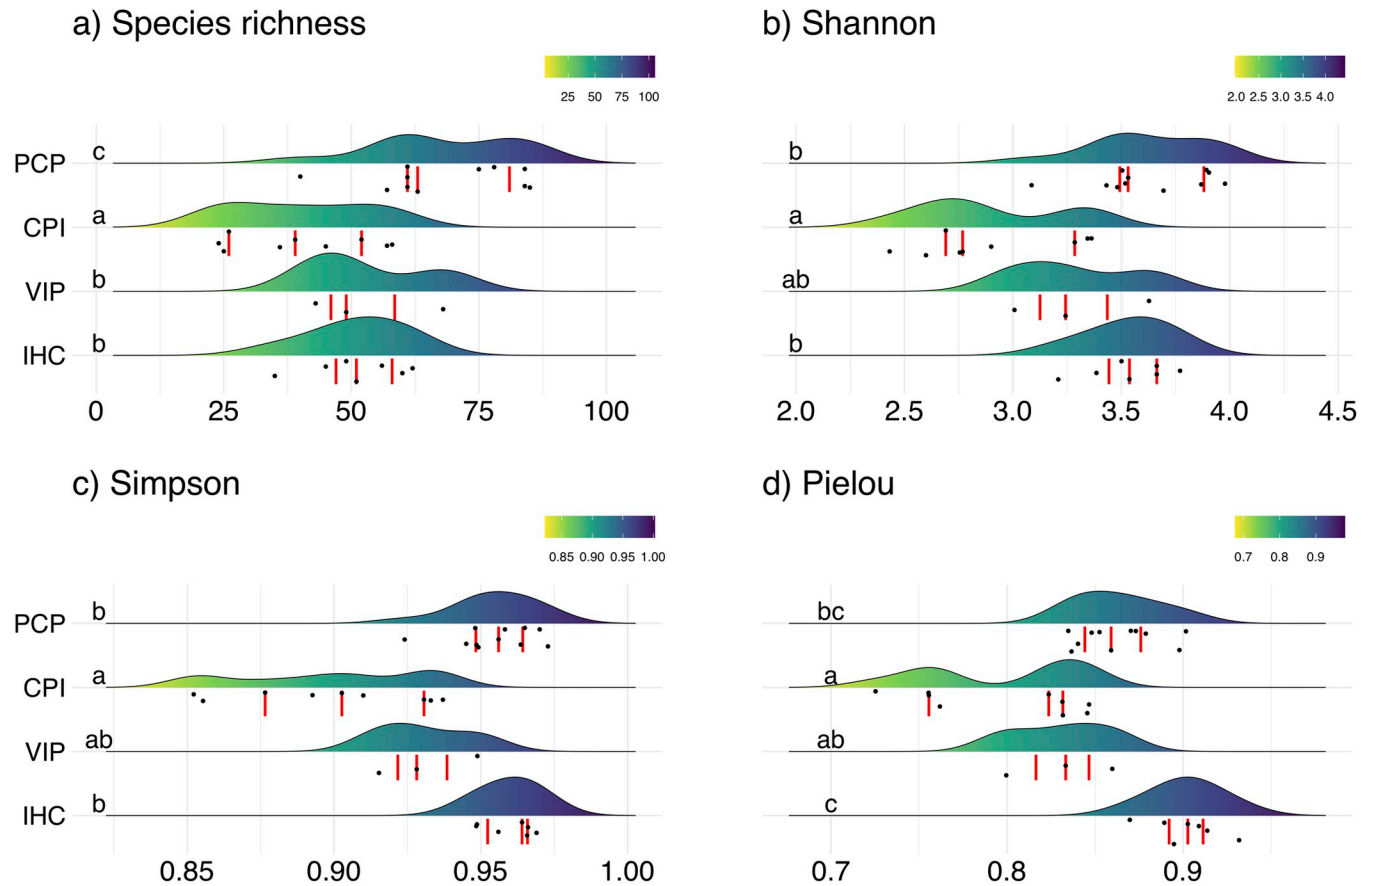 a) Species richness
25 50 75 100
PCP c
CPI a
VIP b
IHC b
0 25 50 75 100
b) Shannon
2.0 2.5 3.0 3.5 4.0
b
a
ab
b
2.0 2.5 3.0 3.5 4.0 4.5
c) Simpson
0.85 0.90 0.95 1.00
PCP b
CPI a
VIP ab
IHC b
0.85 0.90 0.95 1.00
d) Pielou
0.7 0.8 0.9
bc
a
ab
c
0.7 0.8 0.9